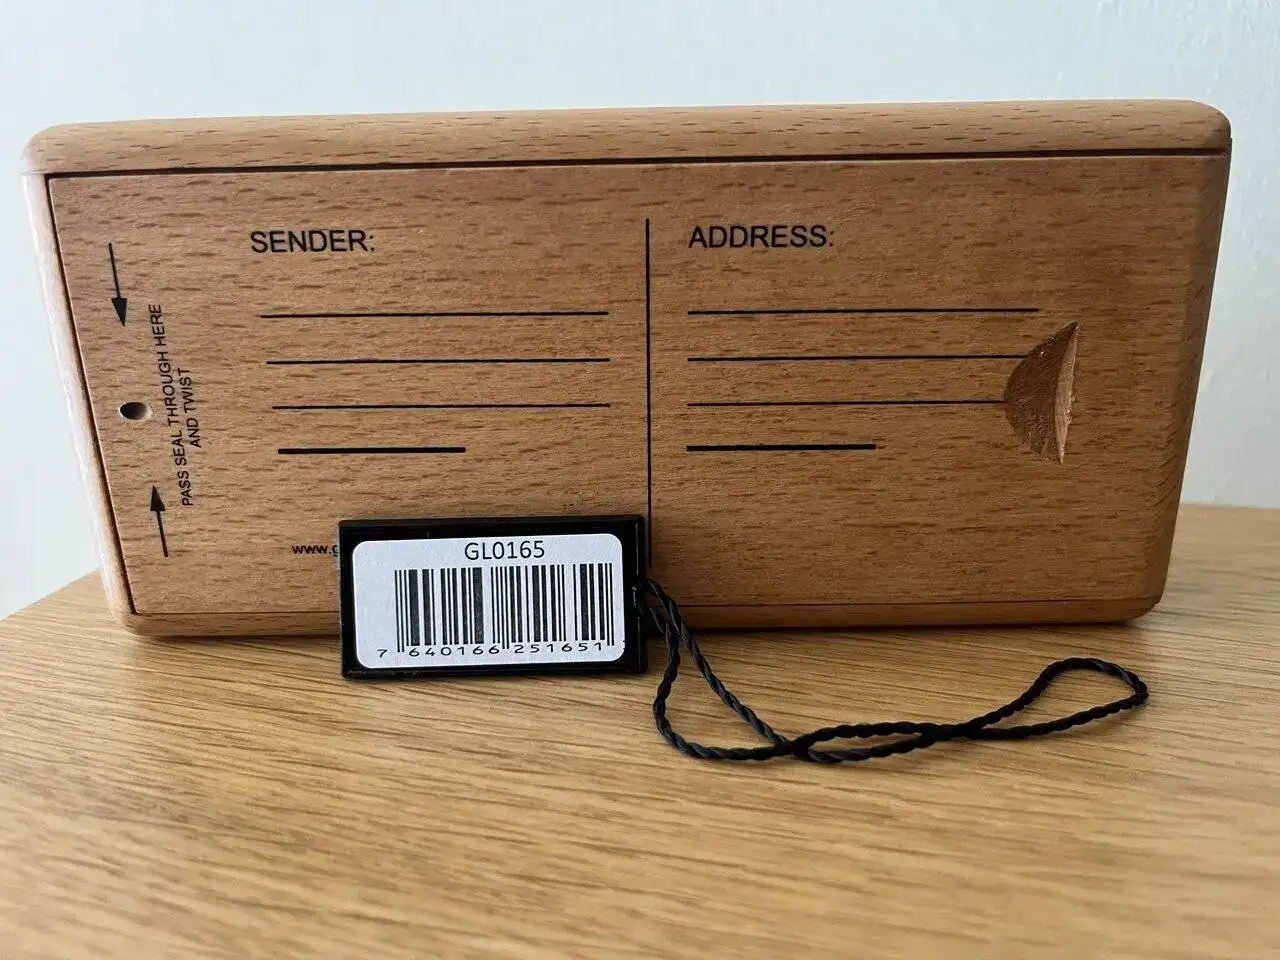 SENDER:
ADDRESS:
PASS SEAL THROUGH HERE
AND TWIST
GL0165
7 640166 251651